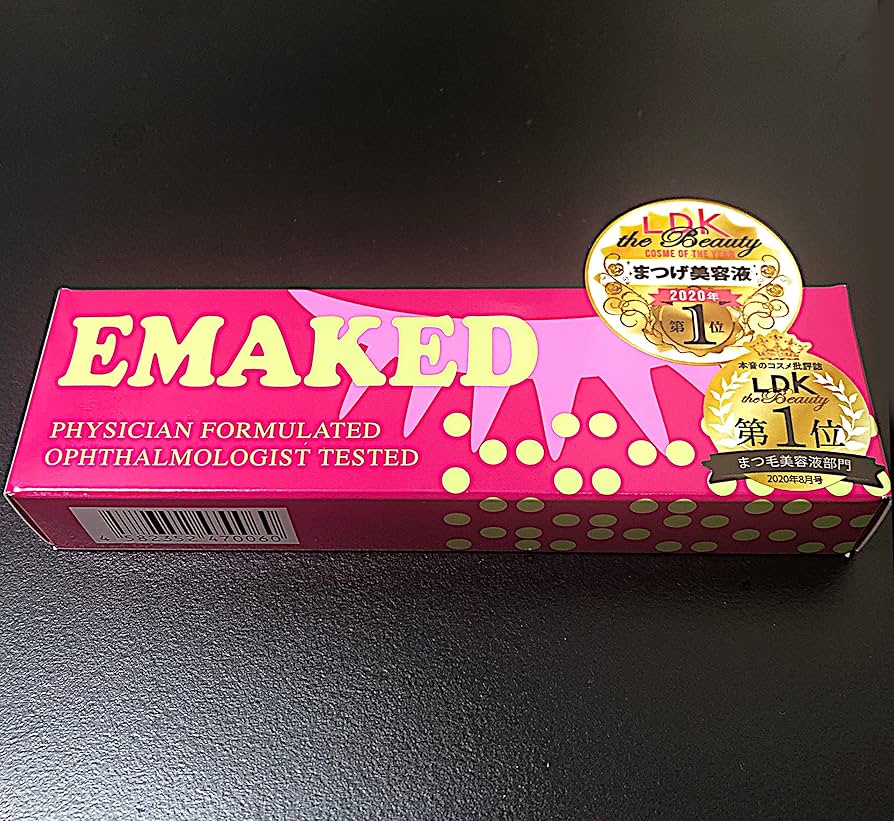 EMAKED
PHYSICIAN FORMULATED
OPHTHALMOLOGIST TESTED
4 582352 470060
LDK
the Beauty
COSME OF THE YEAR
まつげ美容液
2020年
第1位
本音のコスメ批評誌
LDK
the Beauty
第1位
まつ毛美容液部門
2020年8月号